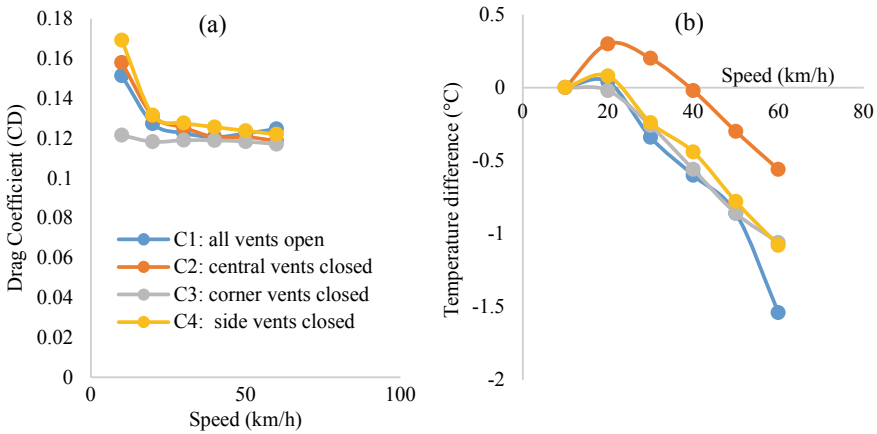 (a)
0.18
0.16
0.14
0.12
0.1
0.08
0.06
0.04
0.02
0
Drag Coefficient (CD)
C1: all vents open
C2: central vents closed
C3: corner vents closed
C4: side vents closed
0 50 100
Speed (km/h)
(b)
0.5
0
-0.5
-1
-1.5
-2
Temperature difference (°C)
Speed (km/h)
0 20 40 60 80